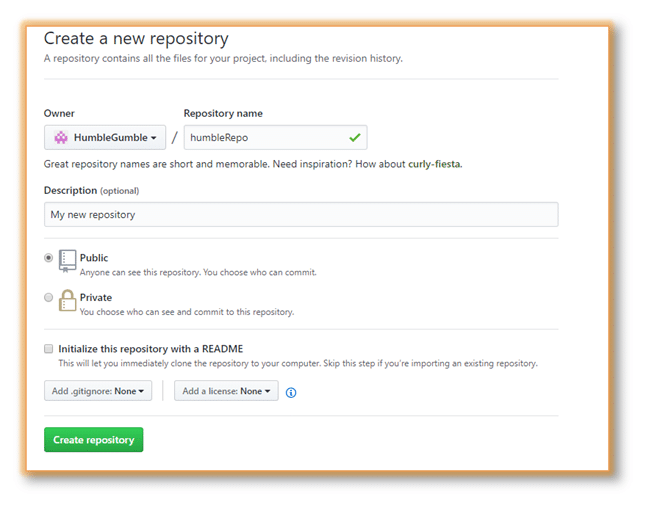 Create a new repository
A repository contains all the files for your project, including the revision history.
Owner Repository name
HumbleGumble / humbleRepo
Great repository names are short and memorable. Need inspiration? How about curly-fiesta.
Description (optional)
My new repository
Public
Anyone can see this repository. You choose who can commit.
Private
You choose who can see and commit to this repository.
Initialize this repository with a README
This will let you immediately clone the repository to your computer. Skip this step if you're importing an existing repository.
Add .gitignore: None Add a license: None
Create repository